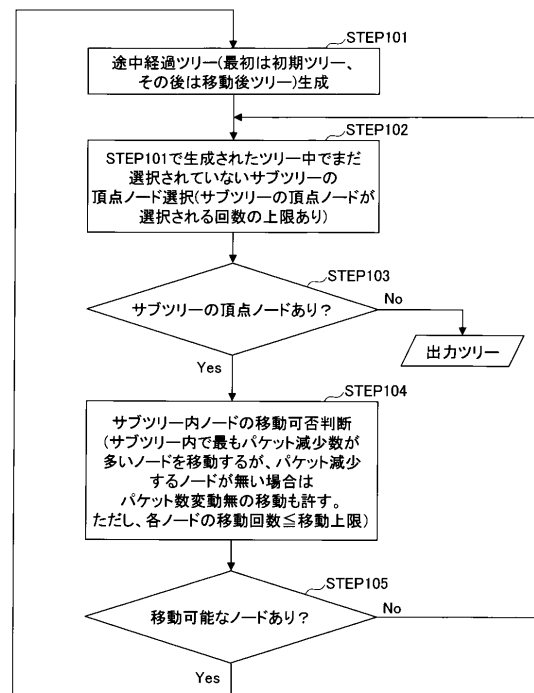 STEP101
途中経過ツリー(最初は初期ツリー、
その後は移動後ツリー)生成
STEP102
STEP101で生成されたツリー中でまだ
選択されていないサブツリーの
頂点ノード選択(サブツリーの頂点ノードが
選択される回数の上限あり)
STEP103
サブツリーの頂点ノードあり?
No
出力ツリー
Yes
STEP104
サブツリー内ノードの移動可否判断
(サブツリー内で最もパケット減少数が
多いノードを移動するが、パケット減少
するノードが無い場合は
パケット数変動無の移動も許す。
ただし、各ノードの移動回数≦移動上限)
STEP105
移動可能なノードあり?
No
Yes